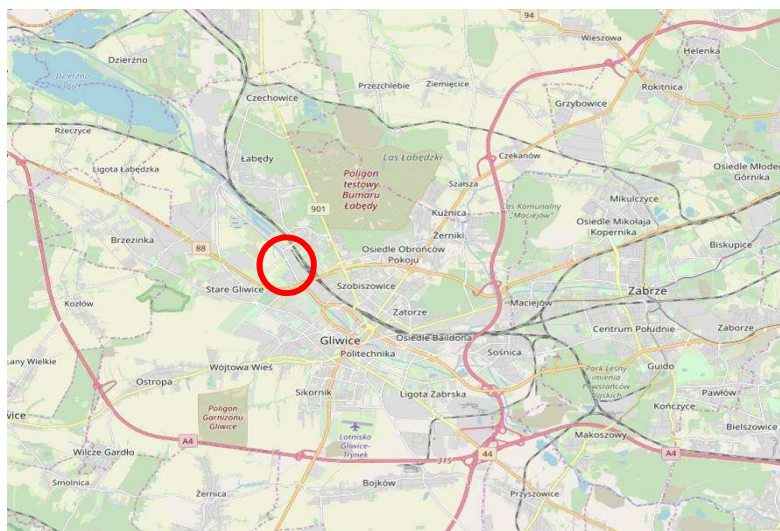 94
Wieszowa
Helenka
Dzierżno
Dzierżno
Duże
Przezchlebie
Ziemięcice
Rokitnica
Czechowice
Grzybowice
Rzeczyce
Las Łabędzki
Czekanów
Łabędy
Ligota Łabędzka
Poligon
testowy
Bumaru
Łabędy
Szałsza
Osiedle Młodego
Górnika
Las Komunalny
"Maciejów"
Mikulczyce
901
Kuźnica
Żerniki
Osiedle Mikołaja
Kopernika
Brzezinka
88
Osiedle Obrońców
Pokoju
Biskupice
Stare Gliwice
Szobiszowice
Kozłów
Maciejów
Zabrze
Zatorze
Gliwice
Osiedle Baildona
Centrum Południe
Zaborze
Politechnika
Sośnica
Łany Wielkie
Wójtowa Wieś
Park Leśny
imienia
Powstańców
Śląskich
Guido
Ostropa
Sikornik
Ligota Zabrska
Pawłów
Kończyce
wice
Poligon
Garnizonu
Gliwice
Bielszowice
Lotnisko
Gliwice-
Trynek
Makoszowy
A4
Wilcze Gardło
315
44
A4
Smolnica
Żernica
Bojków
Przyszowice